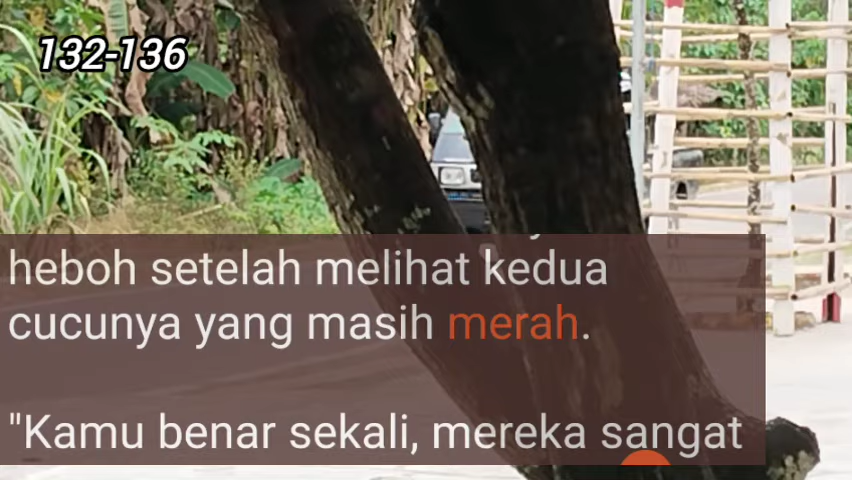 132-136
heboh setelah melihat kedua
cucunya yang masih merah.
"Kamu benar sekali, mereka sangat